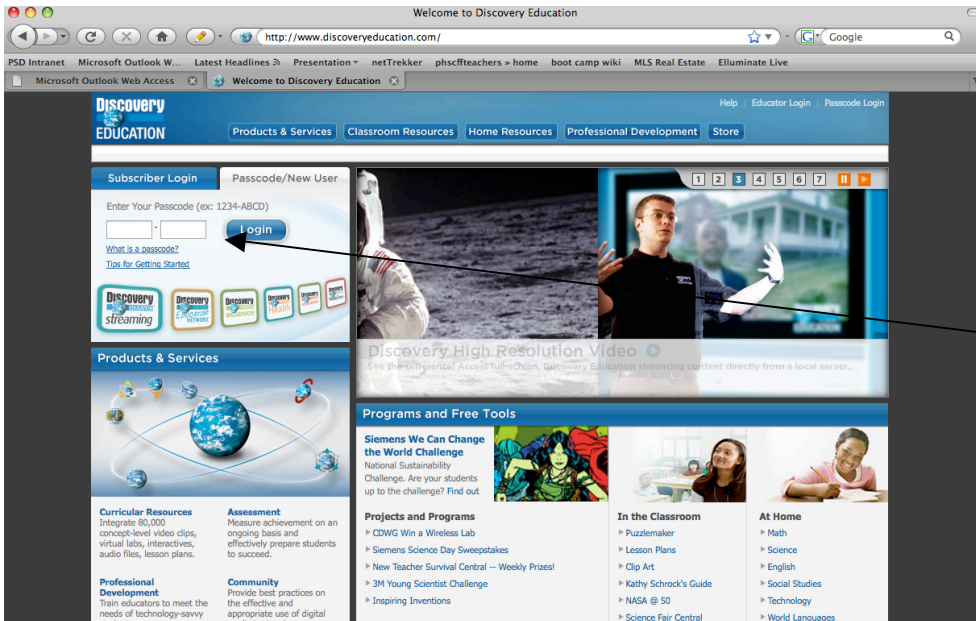 Welcome to Discovery Education
http://www.discoveryeducation.com/
Google
PSD Intranet Microsoft Outlook W... Latest Headlines Presentation netTrekker phscffteachers » home boot camp wiki MLS Real Estate Elluminate Live
Microsoft Outlook Web Access Welcome to Discovery Education
Discovery
EDUCATION
Help | Educator Login | Passcode Login
Products & Services Classroom Resources Home Resources Professional Development Store
Subscriber Login Passcode/New User
1 2 3 4 5 6 7
Enter Your Passcode (ex: 1234-ABCD)
- Login
What is a passcode?
Tips for Getting Started
Discovery
EDUCATION
streaming
Discovery
EDUCATOR
NETWORK
Discovery
SCIENCE
Discovery
Health
Discovery
Discovery High Resolution Video
See the Difference! Access full-screen, Discovery Education streaming content directly from a local server...
Products & Services
Curricular Resources
Integrate 80,000
concept-level video clips,
virtual labs, interactives,
audio files, lesson plans.
Assessment
Measure achievement on an
ongoing basis and
effectively prepare students
to succeed.
Professional
Development
Train educators to meet the
needs of technology-savvy
Community
Provide best practices on
the effective and
appropriate use of digital
Programs and Free Tools
Siemens We Can Change
the World Challenge
National Sustainability
Challenge. Are your students
up to the challenge? Find out
Projects and Programs
CDWG Win a Wireless Lab
Siemens Science Day Sweepstakes
New Teacher Survival Central -- Weekly Prizes!
3M Young Scientist Challenge
Inspiring Inventions
In the Classroom
Puzzlemaker
Lesson Plans
Clip Art
Kathy Schrock's Guide
NASA @ 50
Science Fair Central
At Home
Math
Science
English
Social Studies
Technology
World Languages